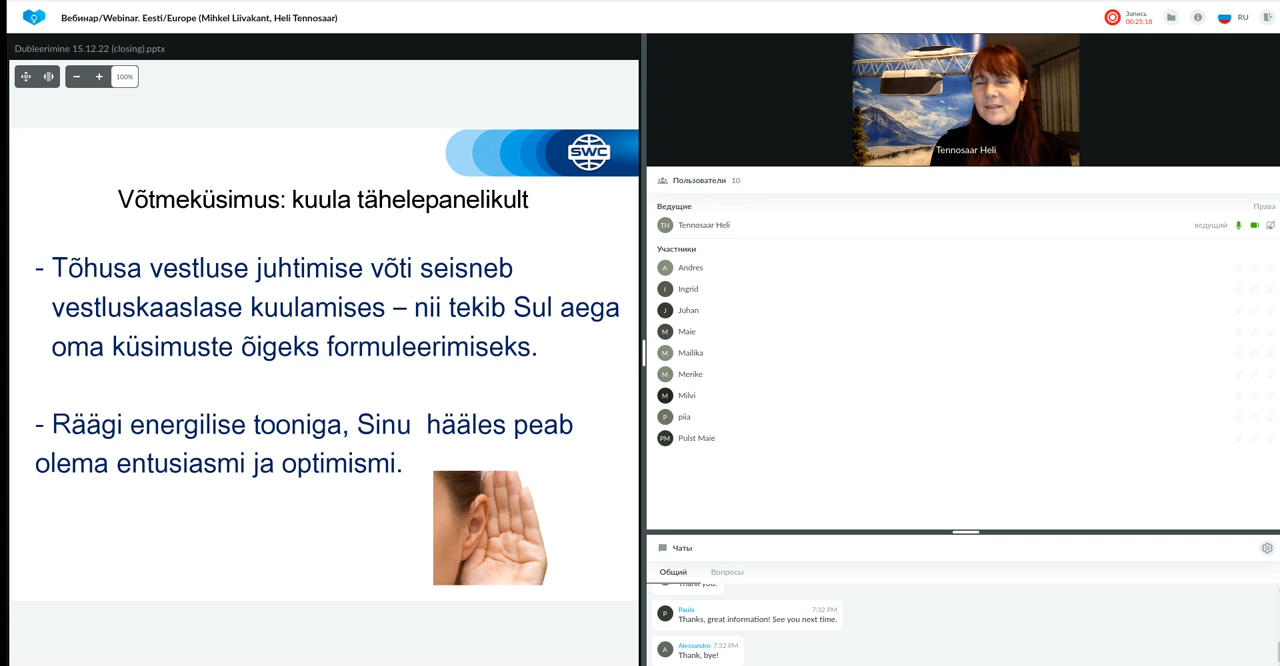 Вебинар/Webinar. Eesti/Europe (Mihkel Liivakant, Heli Tennosaar)
Запись
00:25:18
RU
Dubleerimine 15.12.22 (closing).pptx
100%
SWC
Võtmeküsimus: kuula tähelepanelikult
- Tõhusa vestluse juhtimise võti seisneb
vestluskaaslase kuulamises – nii tekib Sul aega
oma küsimuste õigeks formuleerimiseks.
- Räägi energilise tooniga, Sinu hääles peab
olema entusiasmi ja optimismi.
Tennosaar Heli
Пользователи 10
Ведущие Права
TH Tennosaar Heli ведущий
Участники
A Andres
I Ingrid
J Juhan
M Maie
M Mailika
M Merike
M Milvi
P piia
PM Pulst Maie
Чаты
Общий Вопросы
Thank you!
P Paula 7:32 PM
Thanks, great information! See you next time.
A Alessandro 7:32 PM
Thank, bye!